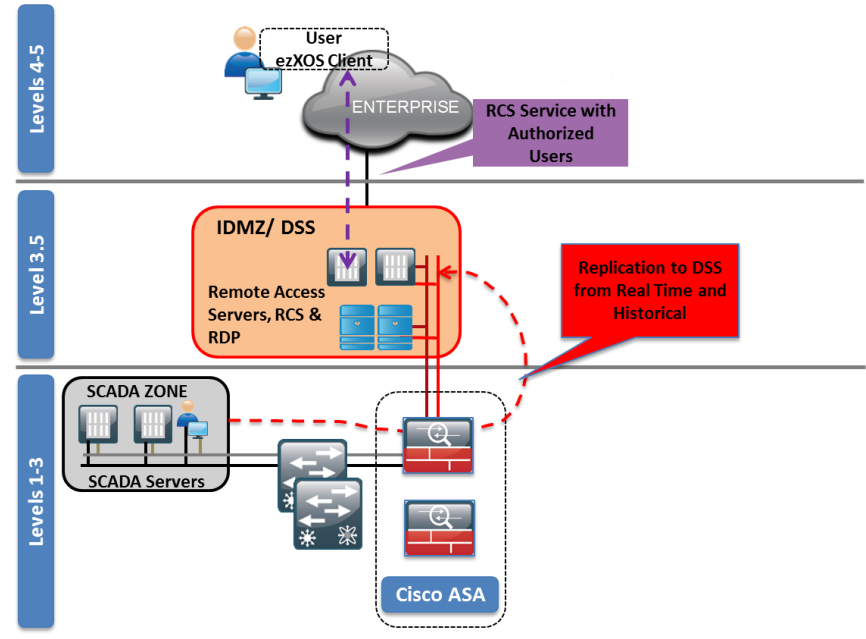 Levels 4-5
User
ezXOS Client
ENTERPRISE
RCS Service with
Authorized
Users
Level 3.5
IDMZ/ DSS
Remote Access
Servers, RCS &
RDP
Replication to DSS
from Real Time and
Historical
Levels 1-3
SCADA ZONE
SCADA Servers
Cisco ASA